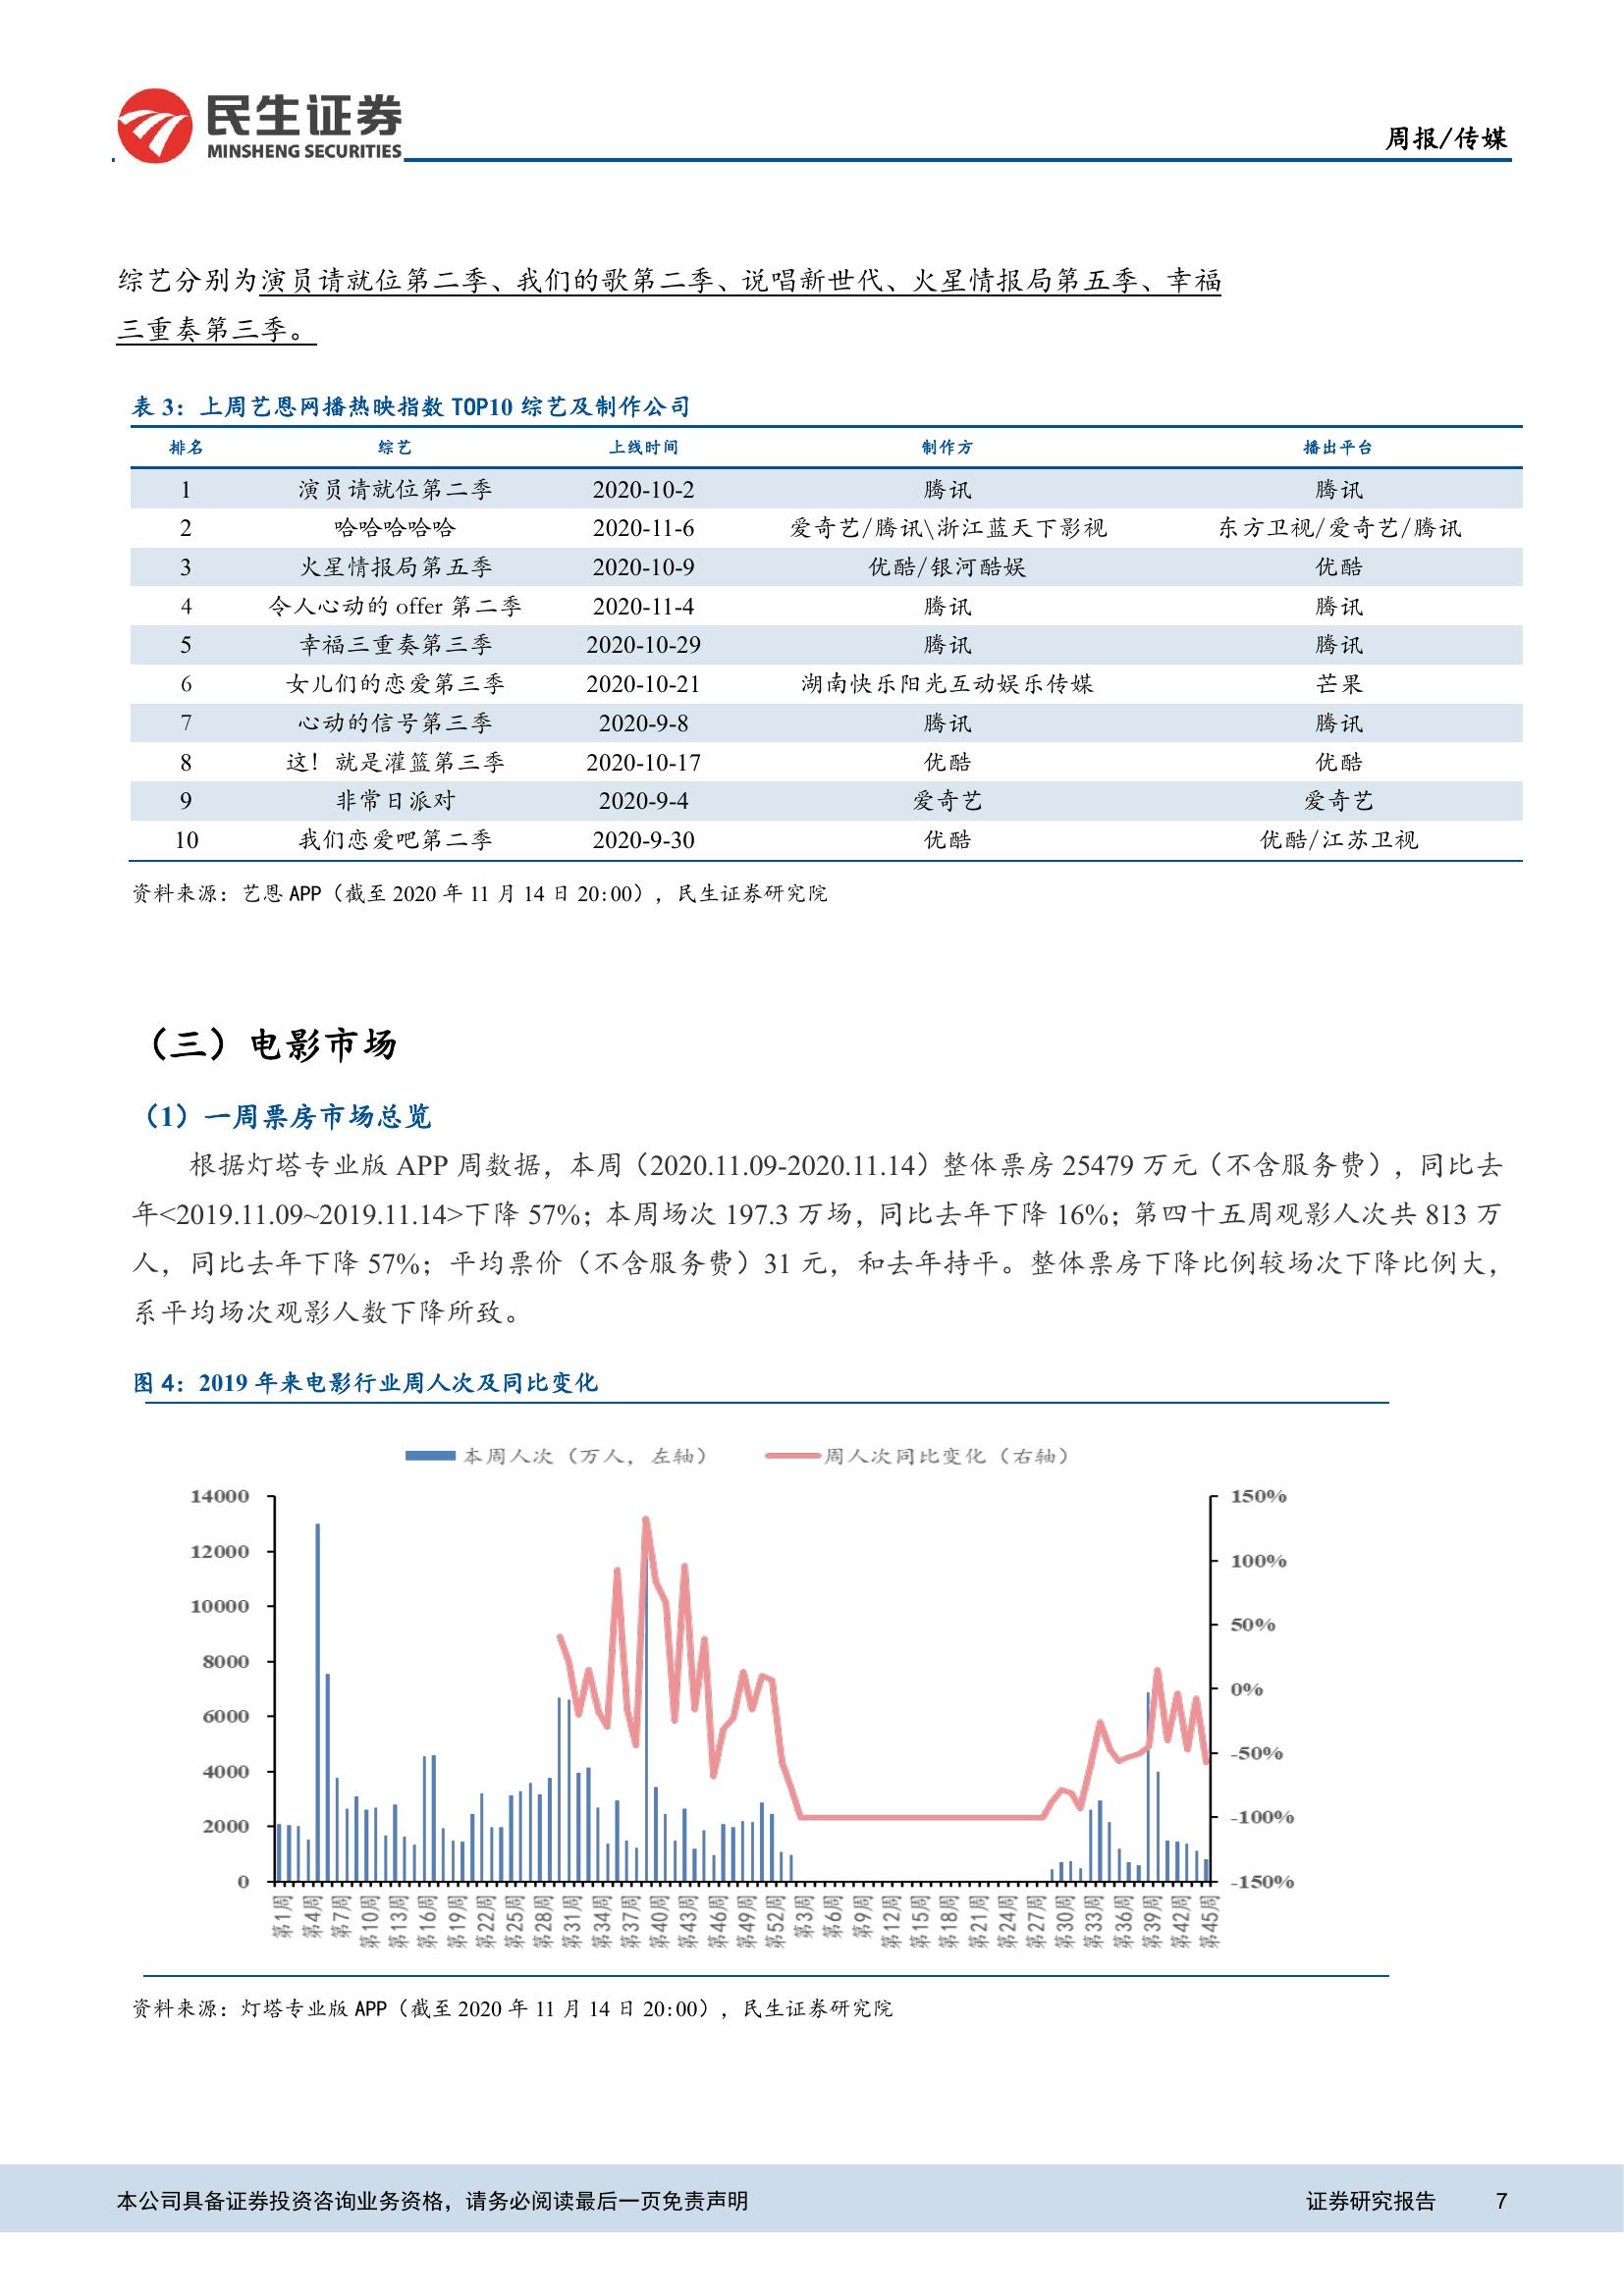 民生证券
MINSHENG SECURITIES
周报/传媒
综艺分别为演员请就位第二季、我们的歌第二季、说唱新世代、火星情报局第五季、幸福
三重奏第三季。
表 3：上周艺恩网播热映指数 TOP10 综艺及制作公司
排名 综艺 上线时间 制作方 播出平台
1 演员请就位第二季 2020-10-2 腾讯 腾讯
2 哈哈哈哈哈 2020-11-6 爱奇艺/腾讯\浙江蓝天下影视 东方卫视/爱奇艺/腾讯
3 火星情报局第五季 2020-10-9 优酷/银河酷娱 优酷
4 令人心动的 offer 第二季 2020-11-4 腾讯 腾讯
5 幸福三重奏第三季 2020-10-29 腾讯 腾讯
6 女儿们的恋爱第三季 2020-10-21 湖南快乐阳光互动娱乐传媒 芒果
7 心动的信号第三季 2020-9-8 腾讯 腾讯
8 这！就是灌篮第三季 2020-10-17 优酷 优酷
9 非常日派对 2020-9-4 爱奇艺 爱奇艺
10 我们恋爱吧第二季 2020-9-30 优酷 优酷/江苏卫视
资料来源：艺恩 APP（截至 2020 年 11 月 14 日 20:00），民生证券研究院
（三）电影市场
（1）一周票房市场总览
根据灯塔专业版 APP 周数据，本周（2020.11.09-2020.11.14）整体票房 25479 万元（不含服务费），同比去
年<2019.11.09~2019.11.14>下降 57%；本周场次 197.3 万场，同比去年下降 16%；第四十五周观影人次共 813 万
人，同比去年下降 57%；平均票价（不含服务费）31 元，和去年持平。整体票房下降比例较场次下降比例大，
系平均场次观影人数下降所致。
图 4：2019 年来电影行业周人次及同比变化
本周人次（万人，左轴） 周人次同比变化（右轴）
14000 150%
12000 100%
10000 50%
8000 0%
6000 -50%
4000 -100%
2000 -150%
0
第1周 第4周 第7周 第10周 第13周 第16周 第19周 第22周 第25周 第28周 第31周 第34周 第37周 第40周 第43周 第46周 第49周 第52周 第3周 第6周 第9周 第12周 第15周 第18周 第21周 第24周 第27周 第30周 第33周 第36周 第39周 第42周 第45周
资料来源：灯塔专业版 APP（截至 2020 年 11 月 14 日 20:00），民生证券研究院
本公司具备证券投资咨询业务资格，请务必阅读最后一页免责声明 证券研究报告 7